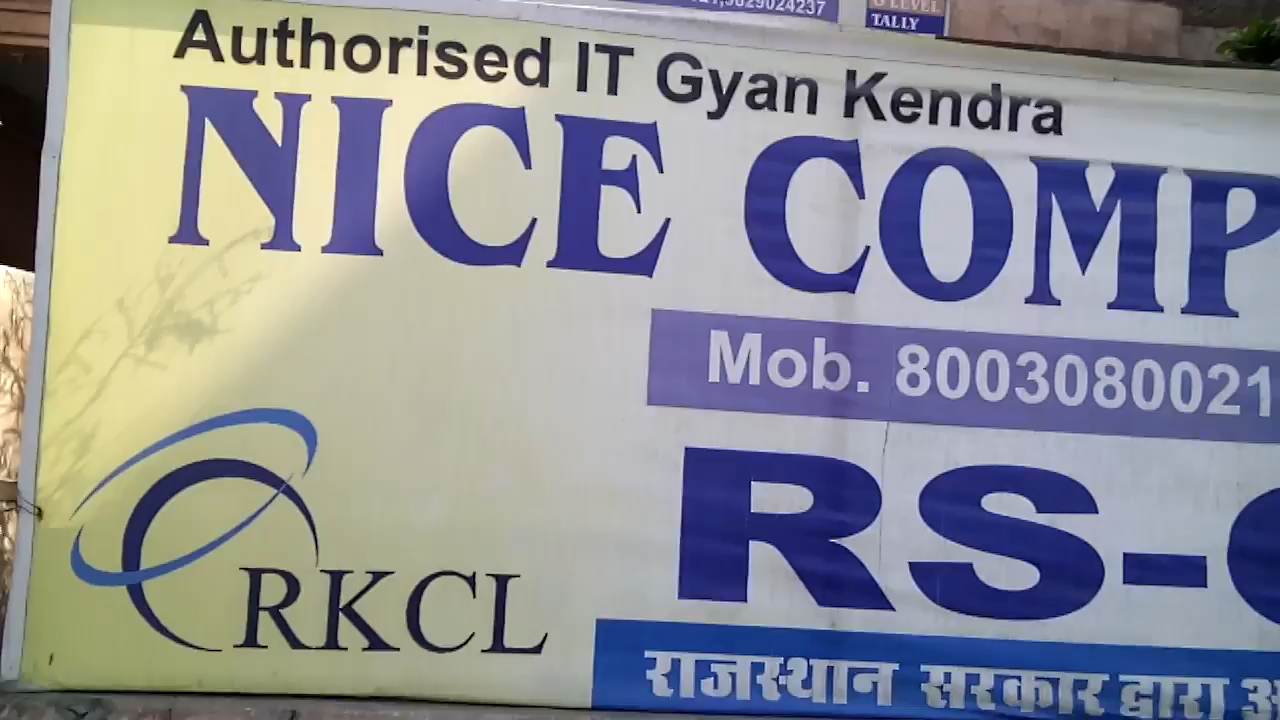 TALLY
Authorised IT Gyan Kendra
NICE COMP
Mob. 8003080021
RS-
RKCL
राजस्थान सरकार द्वारा